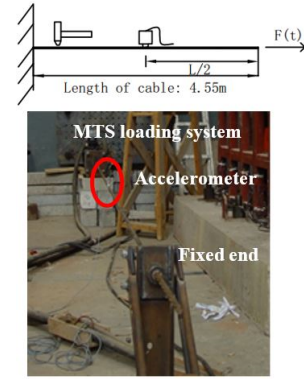 F(t)
L/2
Length of cable: 4.55m
MTS loading system
Accelerometer
Fixed end